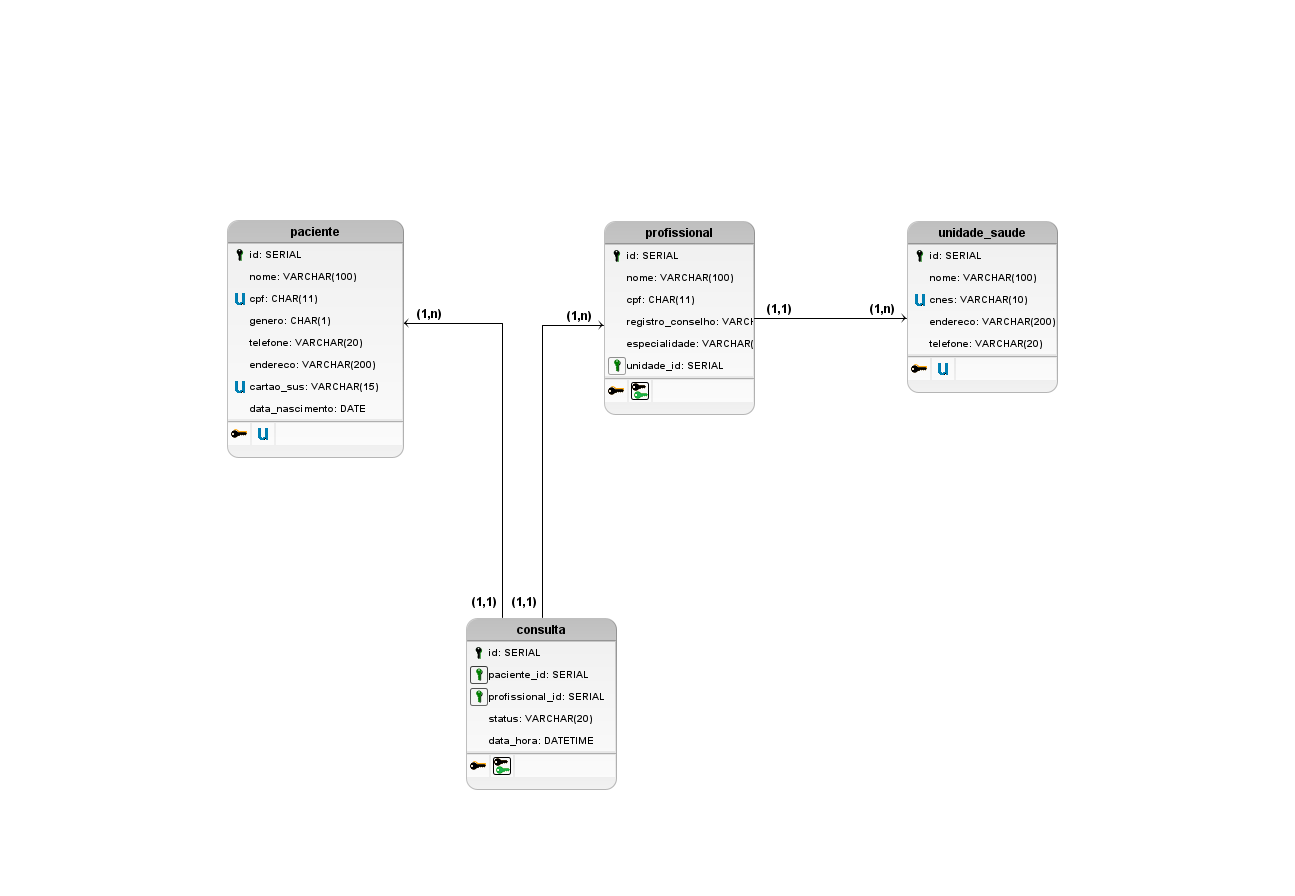 paciente
id: SERIAL
nome: VARCHAR(100)
U cpf: CHAR(11)
genero: CHAR(1)
telefone: VARCHAR(20)
endereco: VARCHAR(200)
U cartao_sus: VARCHAR(15)
data_nascimento: DATE
U
(1,n)
(1,n)
profissional
id: SERIAL
nome: VARCHAR(100)
cpf: CHAR(11)
registro_conselho: VARCH
especialidade: VARCHAR(
unidade_id: SERIAL
(1,1)
(1,n)
unidade_saude
id: SERIAL
nome: VARCHAR(100)
U cnes: VARCHAR(10)
endereco: VARCHAR(200)
telefone: VARCHAR(20)
U
(1,1)
(1,1)
consulta
id: SERIAL
paciente_id: SERIAL
profissional_id: SERIAL
status: VARCHAR(20)
data_hora: DATETIME